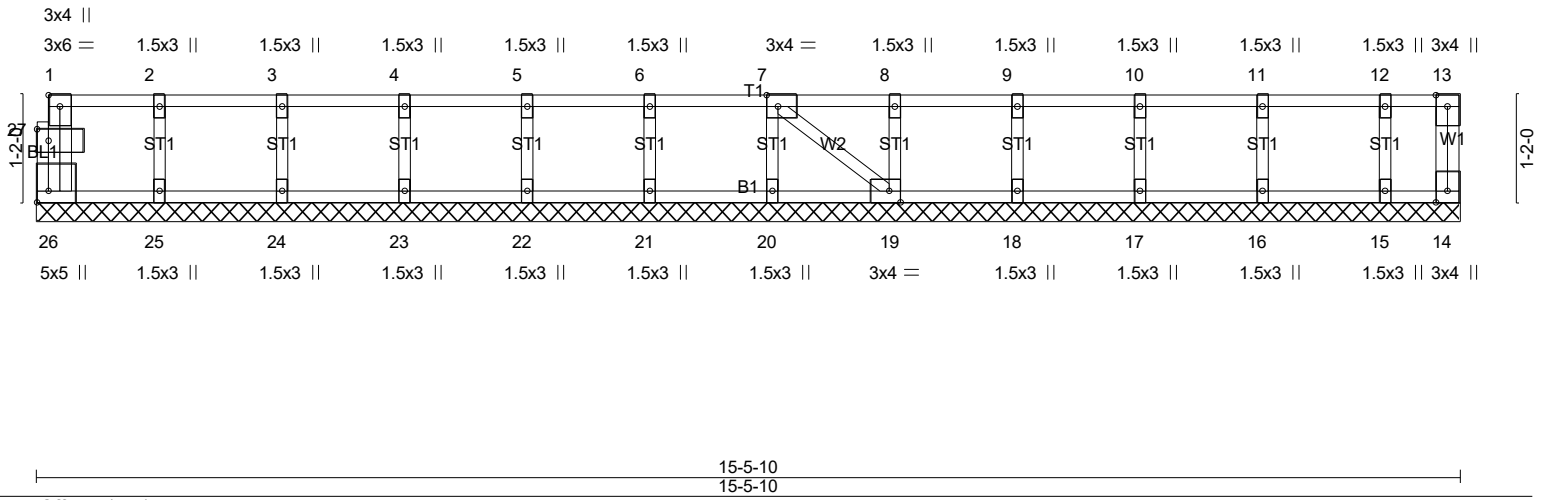 3x4 ||
3x6 = 1.5x3 || 1.5x3 || 1.5x3 || 1.5x3 || 1.5x3 || 3x4 = 1.5x3 || 1.5x3 || 1.5x3 || 1.5x3 || 1.5x3 || 3x4 ||
1 2 3 4 5 6 7 8 9 10 11 12 13
T1
27
1-2-0
BL1 ST1 ST1 ST1 ST1 ST1 ST1 W2 ST1 ST1 ST1 ST1 ST1 W1
1-2-0
B1
26 25 24 23 22 21 20 19 18 17 16 15 14
5x5 || 1.5x3 || 1.5x3 || 1.5x3 || 1.5x3 || 1.5x3 || 1.5x3 || 3x4 = 1.5x3 || 1.5x3 || 1.5x3 || 1.5x3 || 3x4 ||
15-5-10
15-5-10